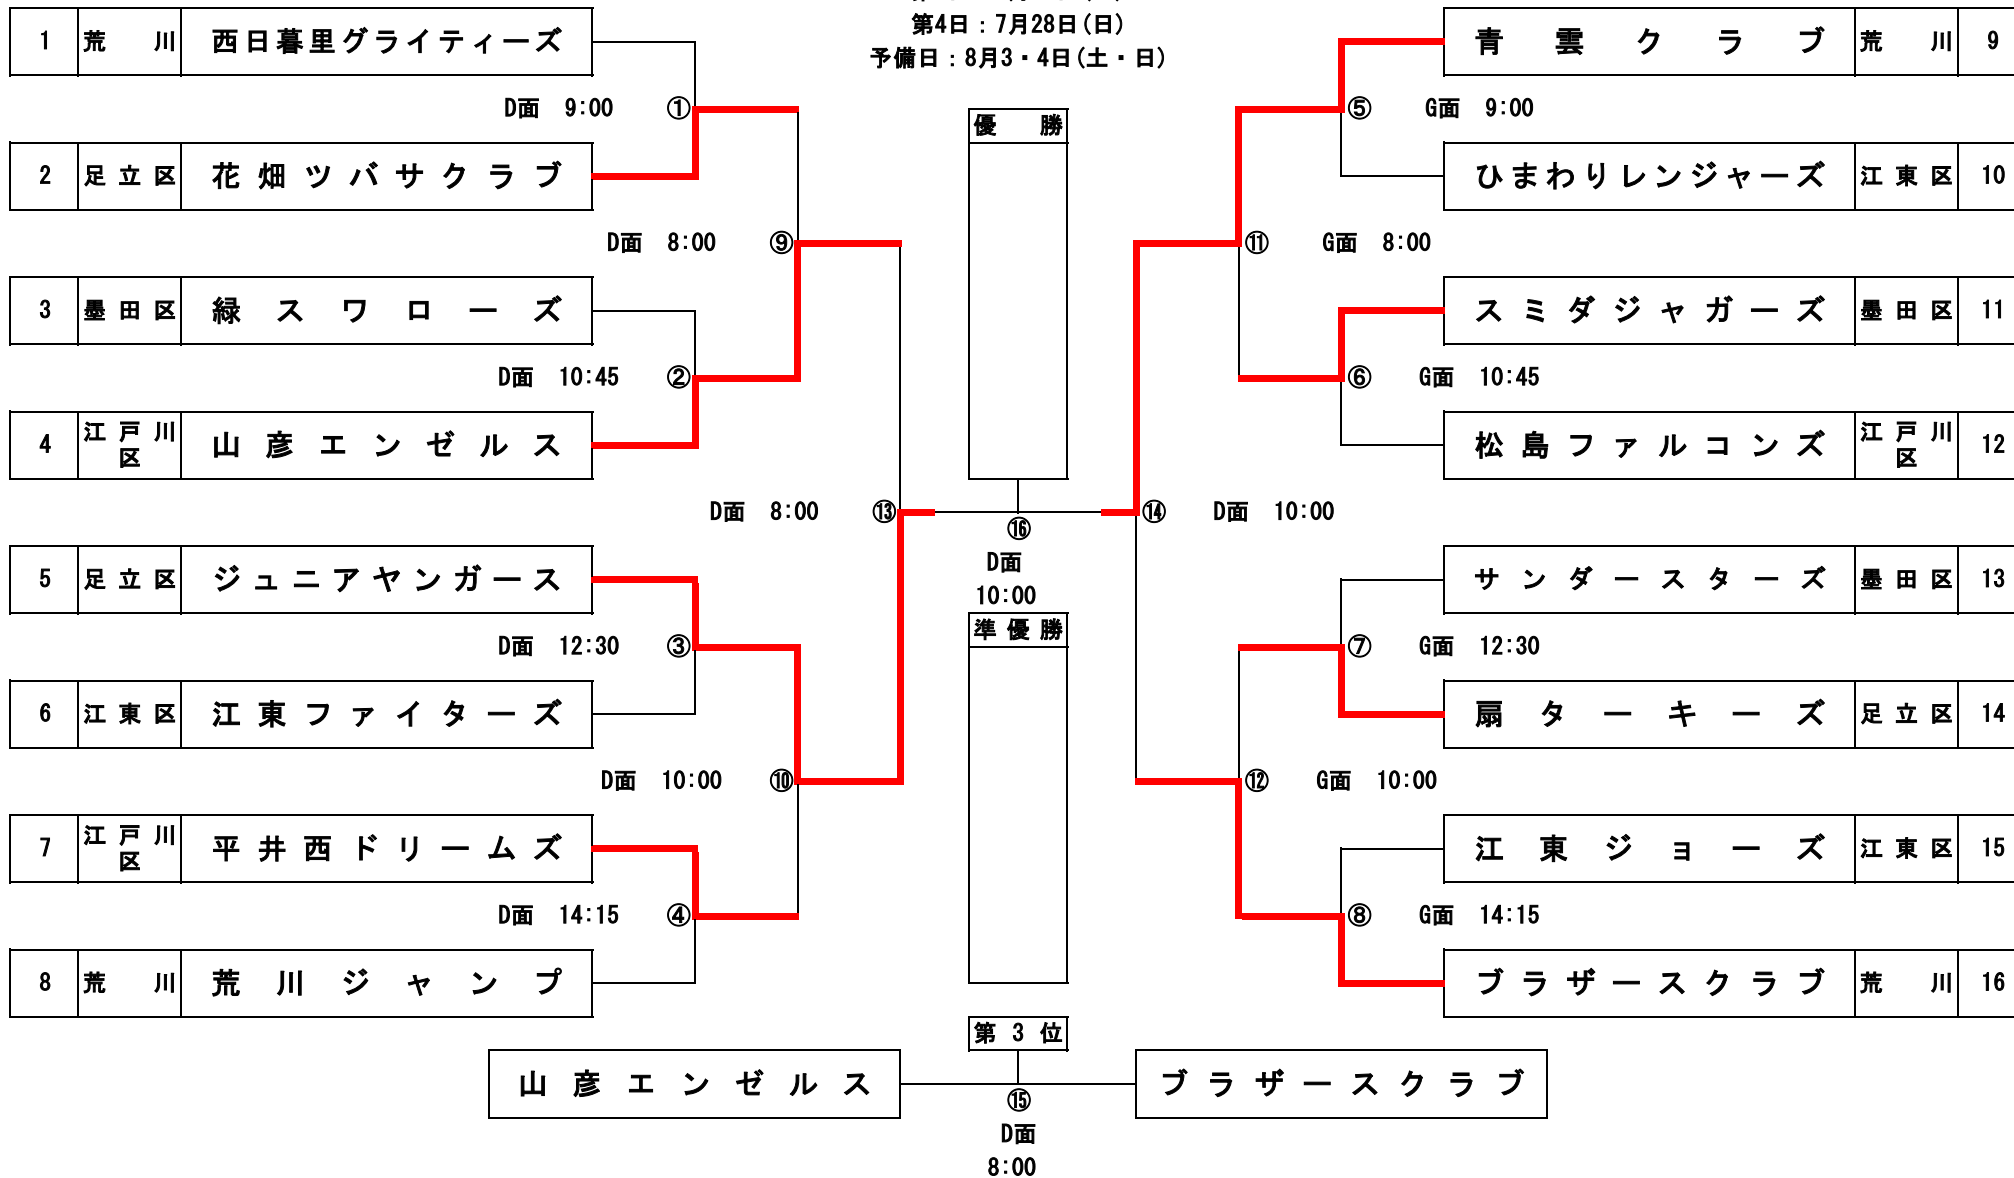 第4日：7月28日(日)
予備日：8月3・4日(土・日)
1 荒川 西日暮里グライティーズ
D面 9:00 ①
2 足立区 花畑ツバサクラブ
D面 8:00 ⑨
3 墨田区 緑スワローズ
D面 10:45 ②
4 江戸川区 山彦エンゼルス
D面 8:00 ⑬
5 足立区 ジュニアヤンガース
D面 12:30 ③
6 江東区 江東ファイターズ
D面 10:00 ⑩
7 江戸川区 平井西ドリームズ
D面 14:15 ④
8 荒川 荒川ジャンプ
優勝
⑯
D面
10:00
準優勝
青雲クラブ 荒川 9
⑤ G面 9:00
ひまわりレンジャーズ 江東区 10
⑪ G面 8:00
スミダジャガーズ 墨田区 11
⑥ G面 10:45
松島ファルコンズ 江戸川区 12
⑭ D面 10:00
サンダースターズ 墨田区 13
⑦ G面 12:30
扇ターキーズ 足立区 14
⑫ G面 10:00
江東ジョーズ 江東区 15
⑧ G面 14:15
ブラザースクラブ 荒川 16
第3位
山彦エンゼルス ブラザースクラブ
⑮
D面
8:00